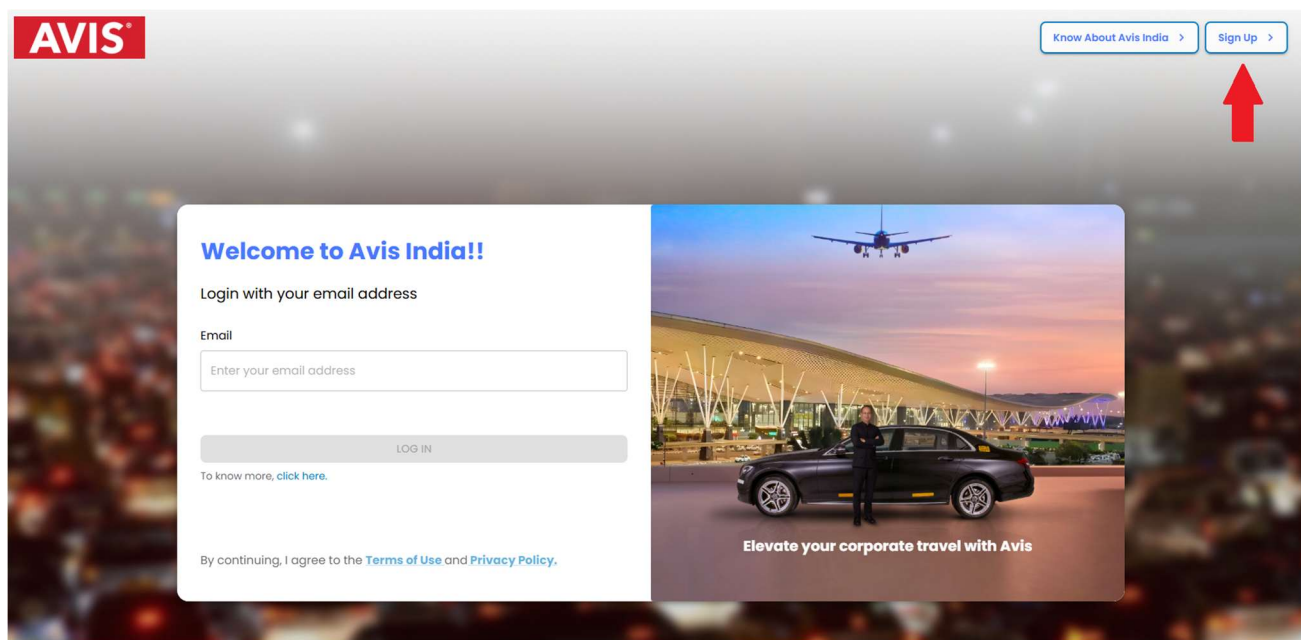 AVIS
Know About Avis India >
Sign Up >
Welcome to Avis India!!
Login with your email address
Email
Enter your email address
LOG IN
To know more, click here.
By continuing, I agree to the Terms of Use and Privacy Policy.
Elevate your corporate travel with Avis